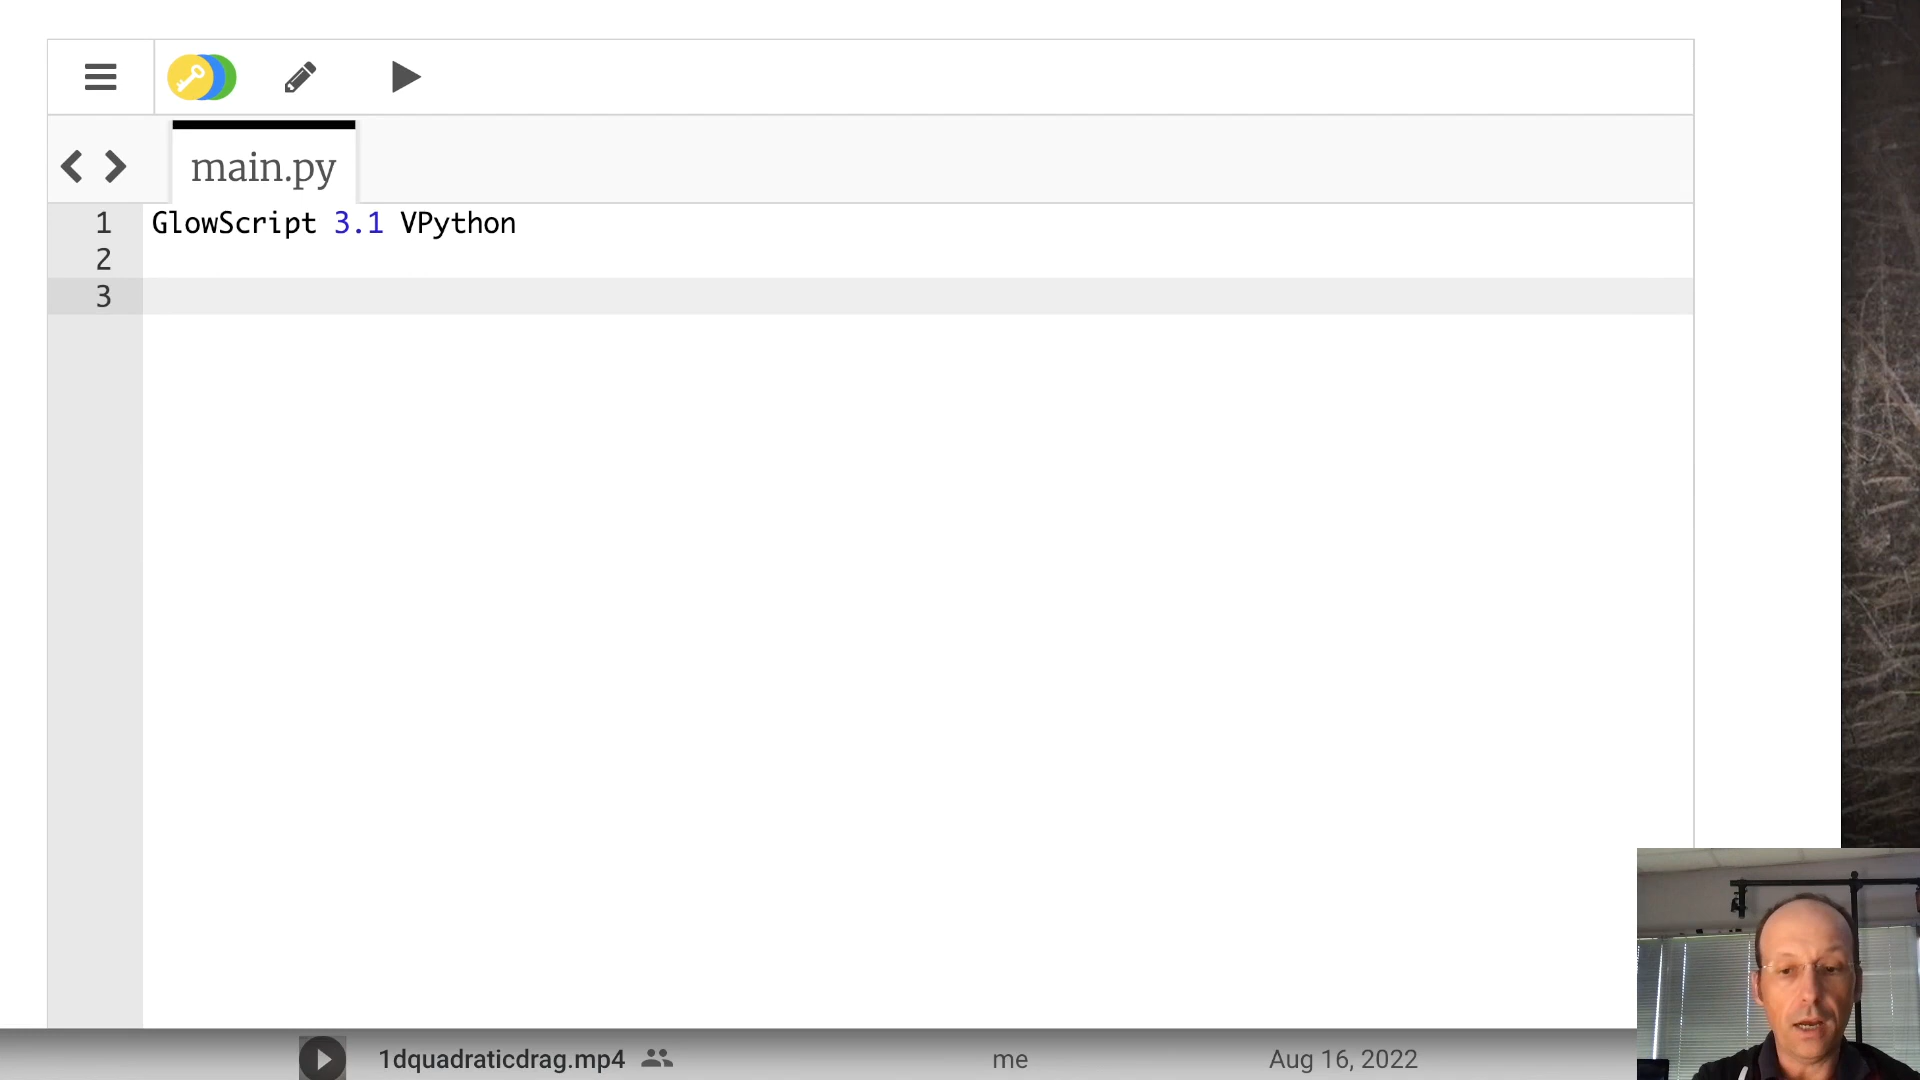 main.py
1 GlowScript 3.1 VPython
2
3
1dquadraticdrag.mp4 me Aug 16, 2022